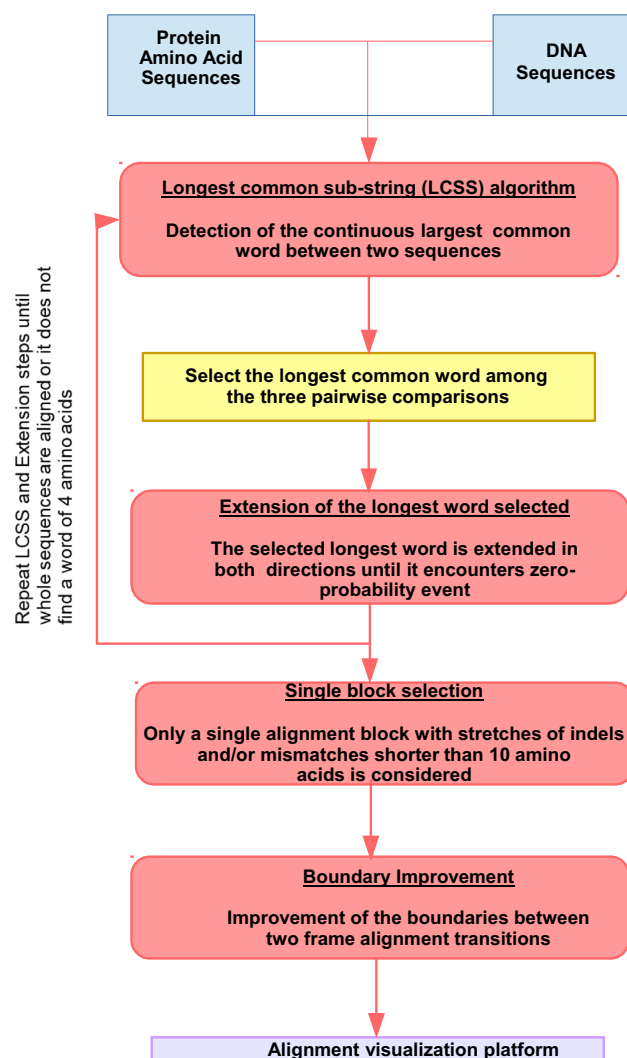 Protein
Amino Acid
Sequences
DNA
Sequences
Longest common sub-string (LCSS) algorithm
Detection of the continuous largest common
word between two sequences
Repeat LCSS and Extension steps until
whole sequences are aligned or it does not
find a word of 4 amino acids
Select the longest common word among
the three pairwise comparisons
Extension of the longest word selected
The selected longest word is extended in
both directions until it encounters zero-
probability event
Single block selection
Only a single alignment block with stretches of indels
and/or mismatches shorter than 10 amino
acids is considered
Boundary Improvement
Improvement of the boundaries between
two frame alignment transitions
Alignment visualization platform